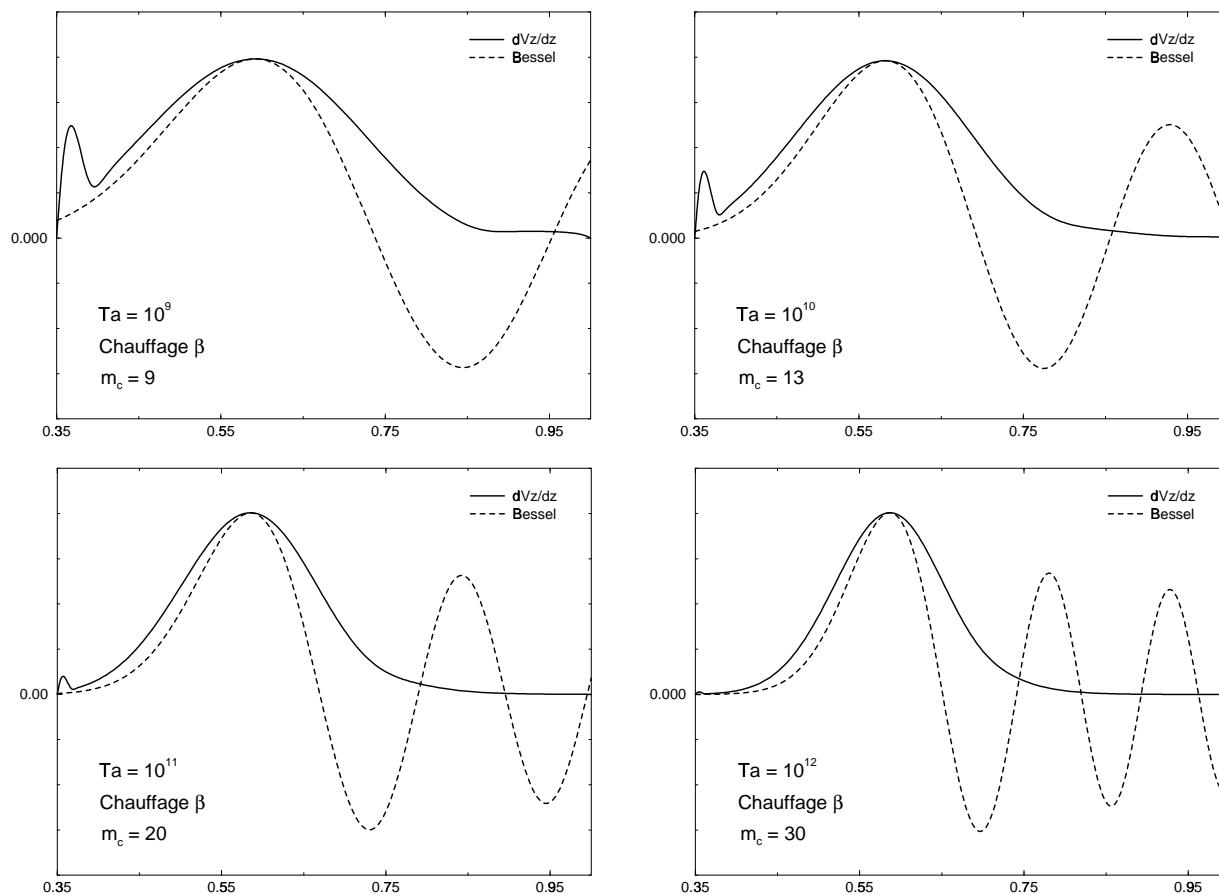 dVz/dz
Bessel
0.000
Ta = 10^9
Chauffage β
m_c = 9
0.35 0.55 0.75 0.95
dVz/dz
Bessel
0.000
Ta = 10^10
Chauffage β
m_c = 13
0.35 0.55 0.75 0.95
dVz/dz
Bessel
0.00
Ta = 10^11
Chauffage β
m_c = 20
0.35 0.55 0.75 0.95
dVz/dz
Bessel
0.000
Ta = 10^12
Chauffage β
m_c = 30
0.35 0.55 0.75 0.95